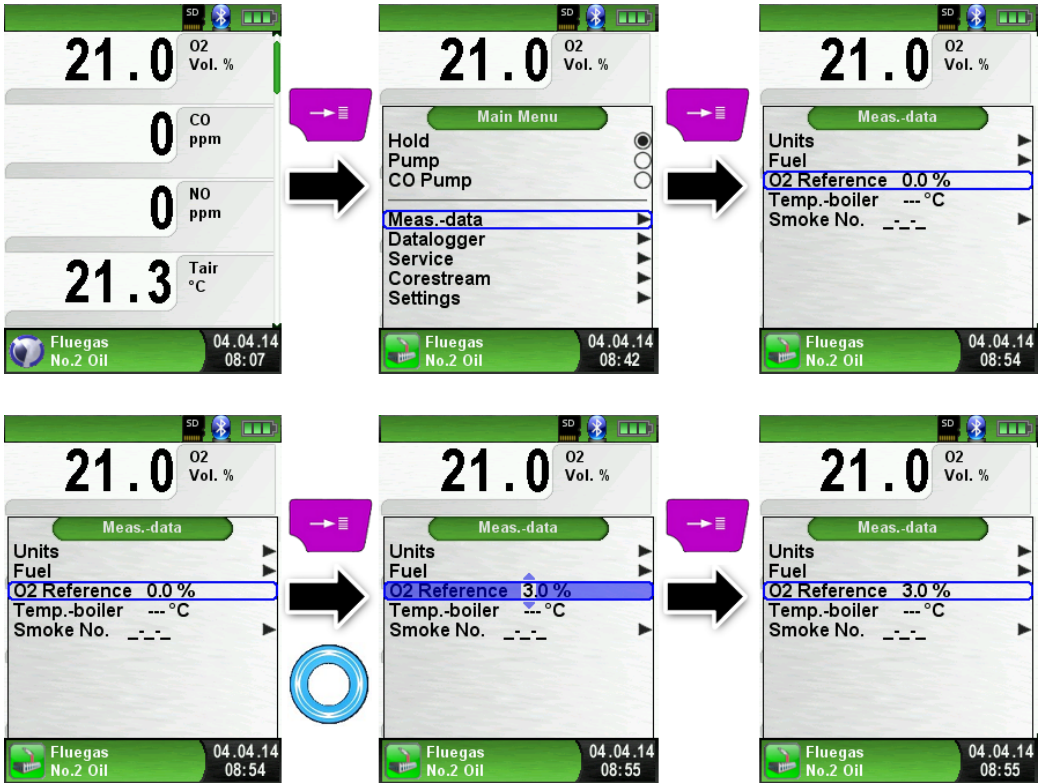 SD
21.0 O2 Vol. %
0 CO ppm
0 NO ppm
21.3 Tair °C
Fluegas 04.04.14
No.2 Oil 08:07
SD
21.0 O2 Vol. %
Main Menu
Hold
Pump
CO Pump
Meas.-data
Datalogger
Service
Corestream
Settings
Fluegas 04.04.14
No.2 Oil 08:42
SD
21.0 O2 Vol. %
Meas.-data
Units
Fuel
O2 Reference 0.0 %
Temp.-boiler --- °C
Smoke No. _-_-_
Fluegas 04.04.14
No.2 Oil 08:54
SD
21.0 O2 Vol. %
Meas.-data
Units
Fuel
O2 Reference 0.0 %
Temp.-boiler --- °C
Smoke No. _-_-_
Fluegas 04.04.14
No.2 Oil 08:54
SD
21.0 O2 Vol. %
Meas.-data
Units
Fuel
O2 Reference 3.0 %
Temp.-boiler --- °C
Smoke No. _-_-_
Fluegas 04.04.14
No.2 Oil 08:55
SD
21.0 O2 Vol. %
Meas.-data
Units
Fuel
O2 Reference 3.0 %
Temp.-boiler --- °C
Smoke No. _-_-_
Fluegas 04.04.14
No.2 Oil 08:55